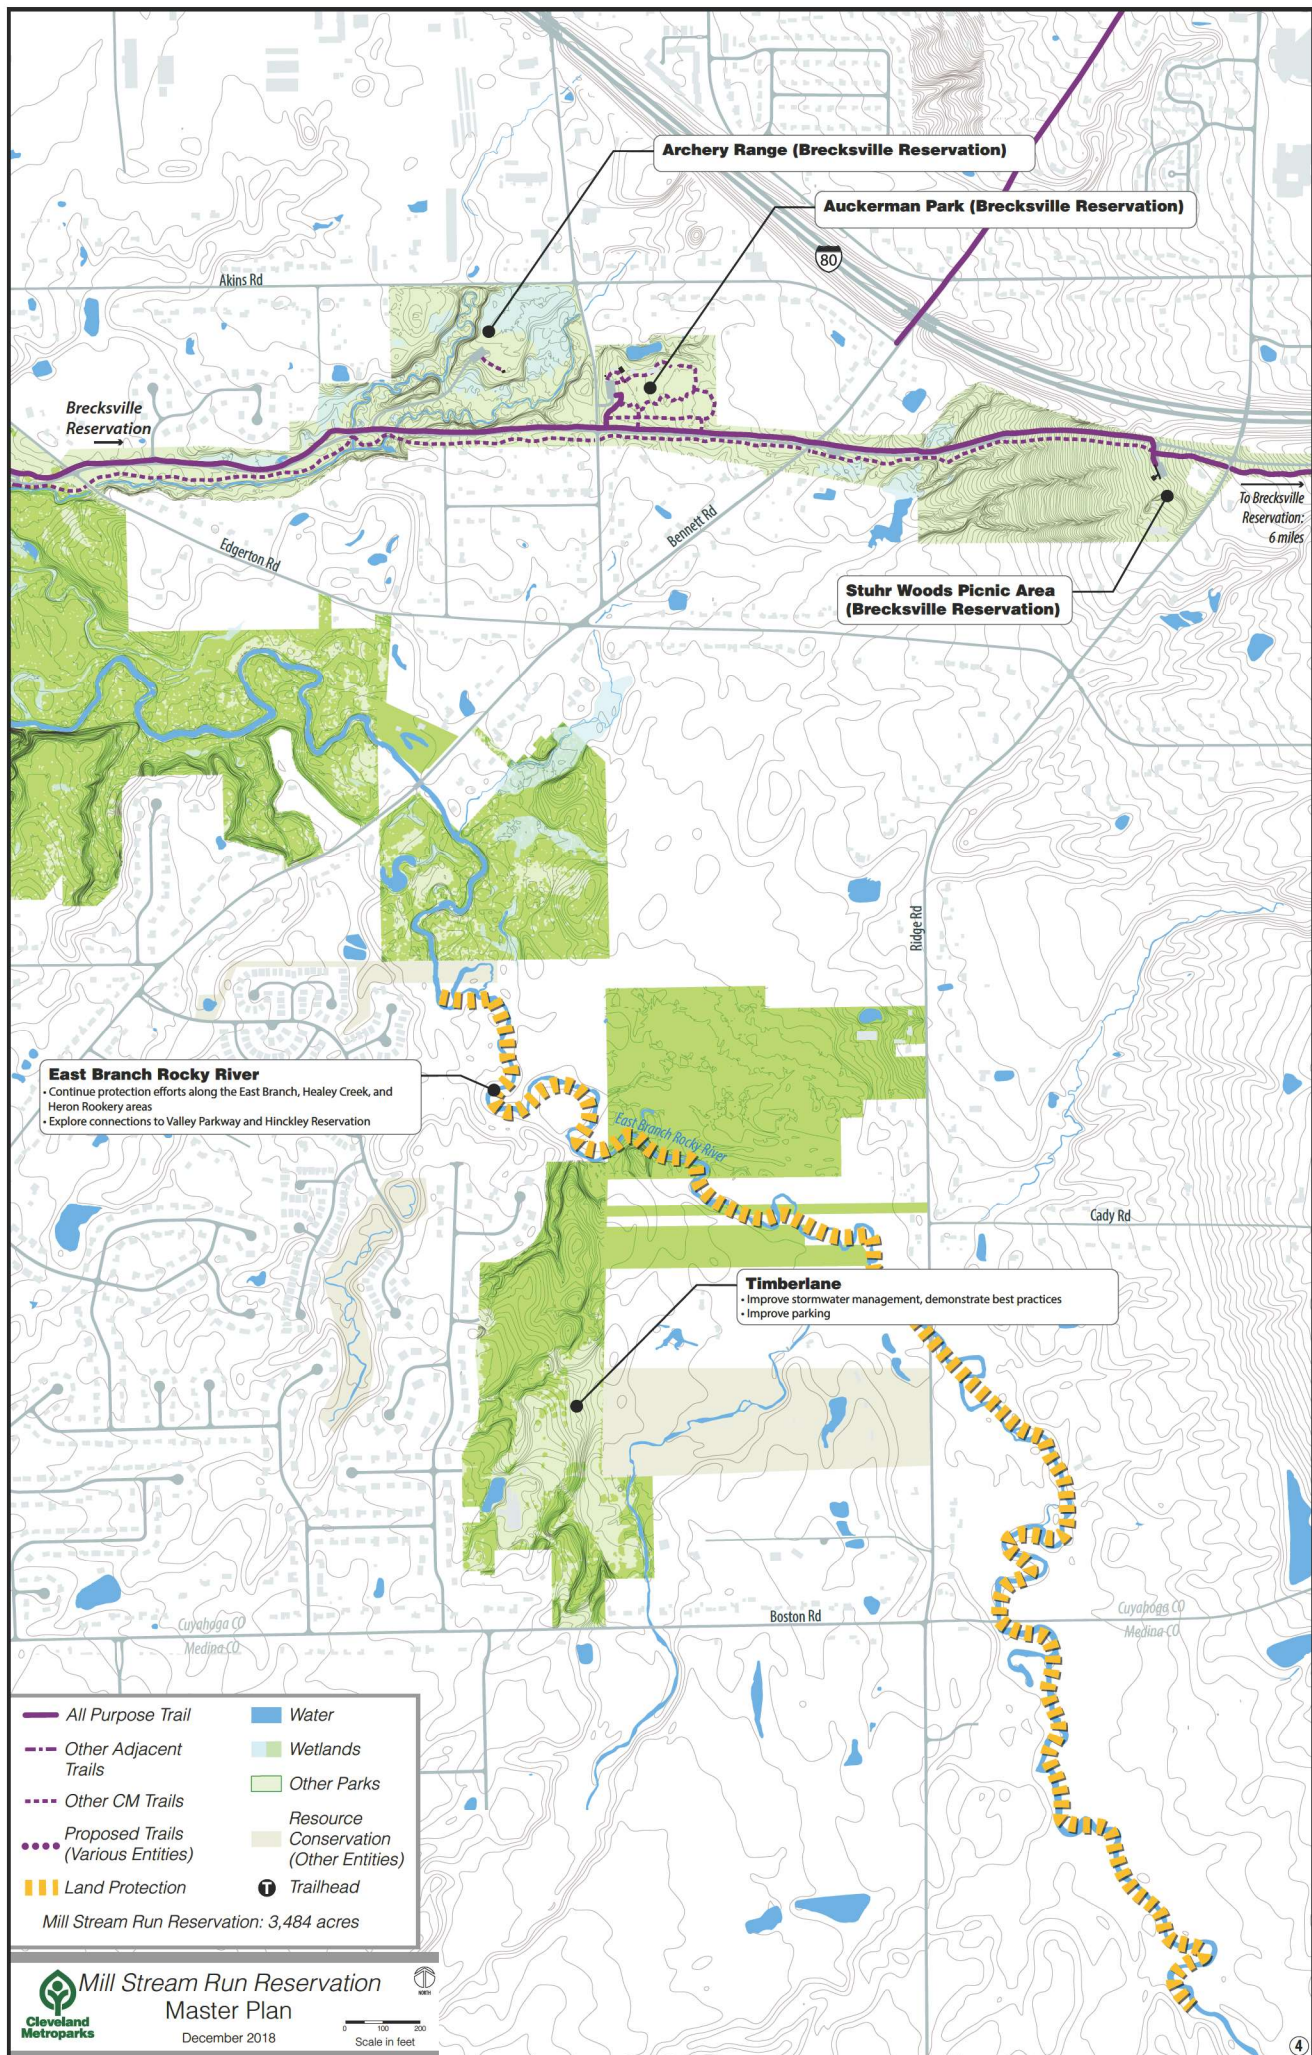 Archery Range (Brecksville Reservation)
Auckerman Park (Brecksville Reservation)
80
Akins Rd
Brecksville
Reservation
To Brecksville
Reservation:
6 miles
Bennett Rd
Edgerton Rd
Stuhr Woods Picnic Area
(Brecksville Reservation)
Ridge Rd
East Branch Rocky River
• Continue protection efforts along the East Branch, Healey Creek, and
Heron Rookery areas
• Explore connections to Valley Parkway and Hinckley Reservation
East Branch Rocky River
Cady Rd
Timberlane
• Improve stormwater management, demonstrate best practices
• Improve parking
Boston Rd
Cuyahoga CO
Medina CO
Cuyahoga CO
Medina CO
All Purpose Trail
Other Adjacent
Trails
Other CM Trails
Proposed Trails
(Various Entities)
Land Protection
Water
Wetlands
Other Parks
Resource
Conservation
(Other Entities)
T Trailhead
Mill Stream Run Reservation: 3,484 acres
Cleveland
Metroparks
Mill Stream Run Reservation
Master Plan
December 2018
NORTH
0 100 200
Scale in feet
4